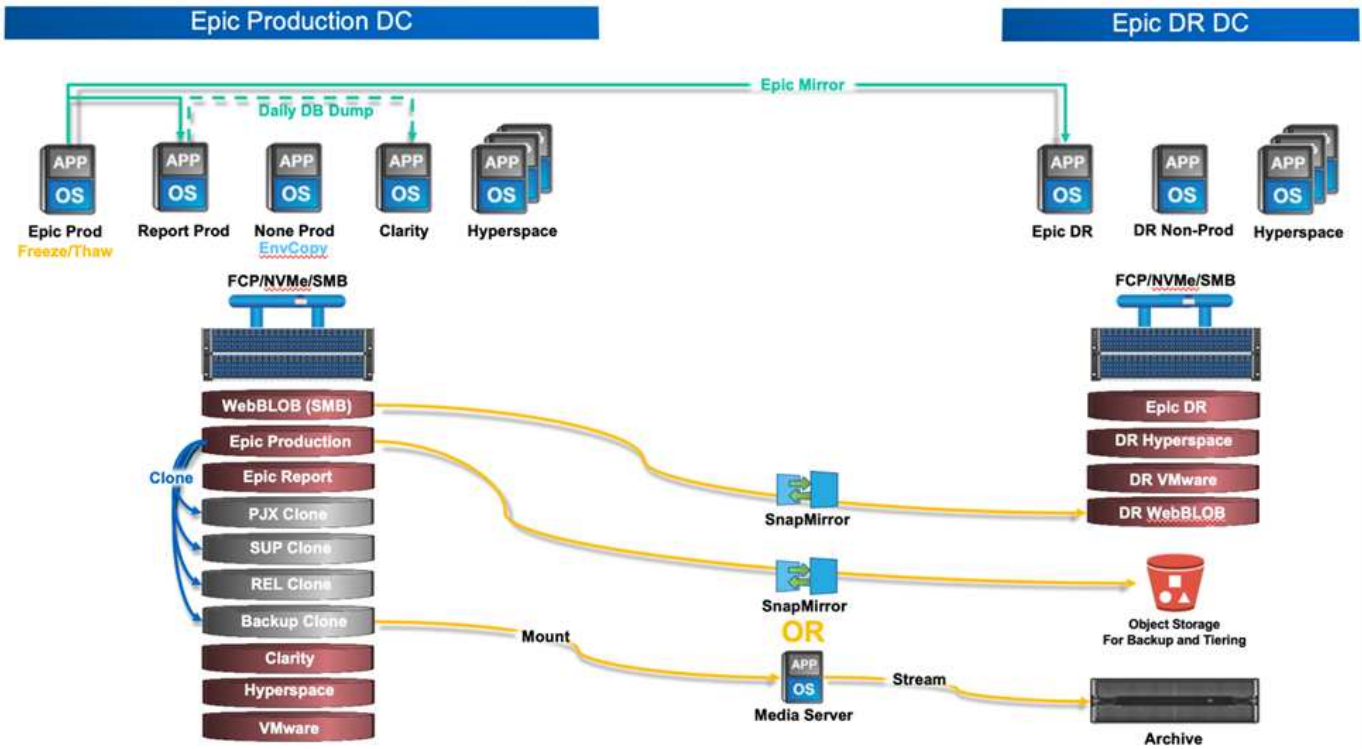 Epic Production DC
Epic DR DC
Epic Mirror
Daily DB Dump
APP
OS
APP
OS
APP
OS
APP
OS
APP
OS
APP
OS
APP
OS
APP
OS
Epic Prod
Freeze/Thaw
Report Prod
None Prod
EnvCopy
Clarity
Hyperspace
Epic DR
DR Non-Prod
Hyperspace
FCP/NVMe/SMB
FCP/NVMe/SMB
WebBLOB (SMB)
Epic Production
Clone
Epic Report
PJX Clone
SUP Clone
REL Clone
Backup Clone
Clarity
Hyperspace
VMware
Epic DR
DR Hyperspace
DR VMware
DR WebBLOB
SnapMirror
SnapMirror
OR
Mount
APP
OS
Media Server
Stream
Object Storage
For Backup and Tiering
Archive